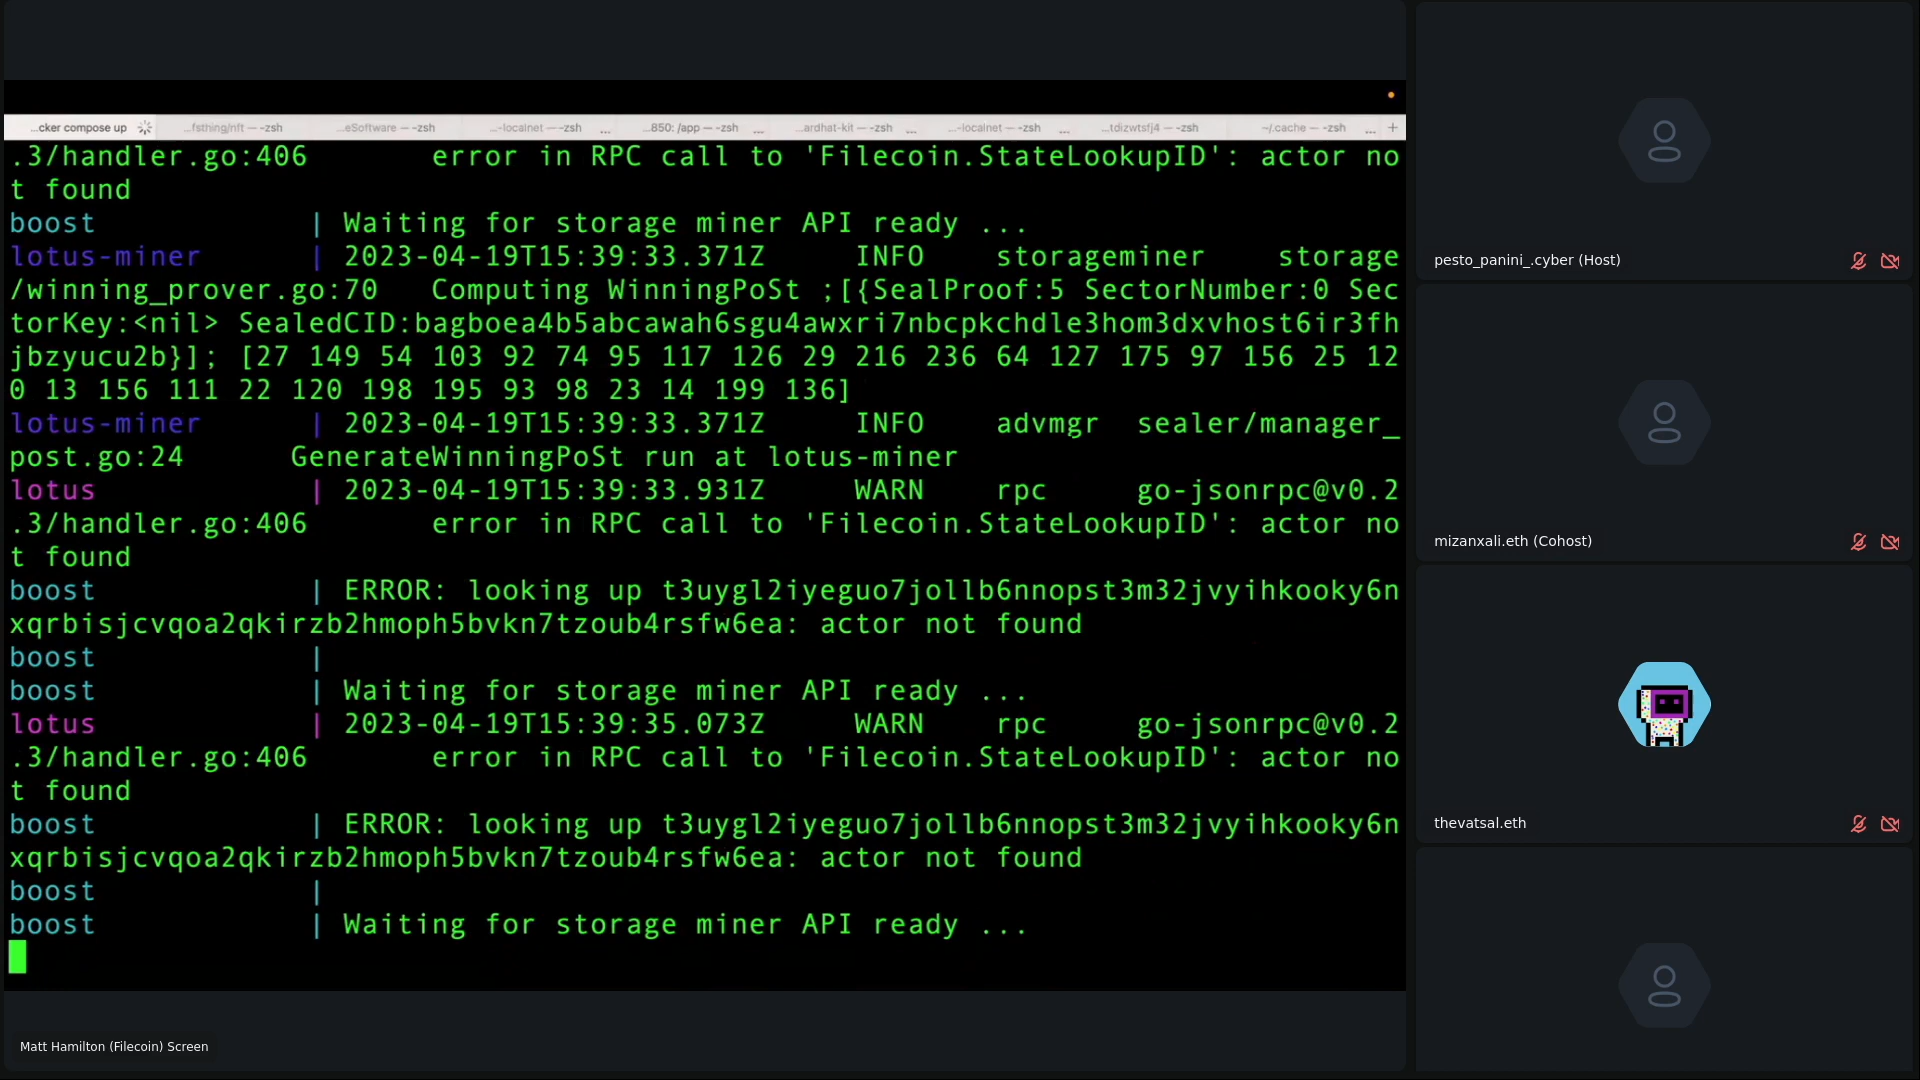 ...cker compose up ...fsthing/nft — -zsh ...eSoftware — -zsh ...-localnet — -zsh ... ...850: /app — -zsh ... ...ardhat-kit — -zsh ... ...-localnet — -zsh ... ...tdizwtsfj4 — -zsh ~/.cache — -zsh ... +
.3/handler.go:406 error in RPC call to 'Filecoin.StateLookupID': actor no
t found
boost | Waiting for storage miner API ready ...
lotus-miner | 2023-04-19T15:39:33.371Z INFO storageminer storage
/winning_prover.go:70 Computing WinningPoSt ;[{SealProof:5 SectorNumber:0 Sec
torKey:<nil> SealedCID:bagboea4b5abcawah6sgu4awxri7nbcpkchdle3hom3dxvhost6ir3fh
jbzyucu2b}]; [27 149 54 103 92 74 95 117 126 29 216 236 64 127 175 97 156 25 12
0 13 156 111 22 120 198 195 93 98 23 14 199 136]
lotus-miner | 2023-04-19T15:39:33.371Z INFO advmgr sealer/manager_
post.go:24 GenerateWinningPoSt run at lotus-miner
lotus | 2023-04-19T15:39:33.931Z WARN rpc go-jsonrpc@v0.2
.3/handler.go:406 error in RPC call to 'Filecoin.StateLookupID': actor no
t found
boost | ERROR: looking up t3uygl2iyeguo7jollb6nnopst3m32jvyihkooky6n
xqrbisjcvqoa2qkirzb2hmoph5bvkn7tzoub4rsfw6ea: actor not found
boost |
boost | Waiting for storage miner API ready ...
lotus | 2023-04-19T15:39:35.073Z WARN rpc go-jsonrpc@v0.2
.3/handler.go:406 error in RPC call to 'Filecoin.StateLookupID': actor no
t found
boost | ERROR: looking up t3uygl2iyeguo7jollb6nnopst3m32jvyihkooky6n
xqrbisjcvqoa2qkirzb2hmoph5bvkn7tzoub4rsfw6ea: actor not found
boost |
boost | Waiting for storage miner API ready ...
Matt Hamilton (Filecoin) Screen
pesto_panini_.cyber (Host)
mizanxali.eth (Cohost)
thevatsal.eth